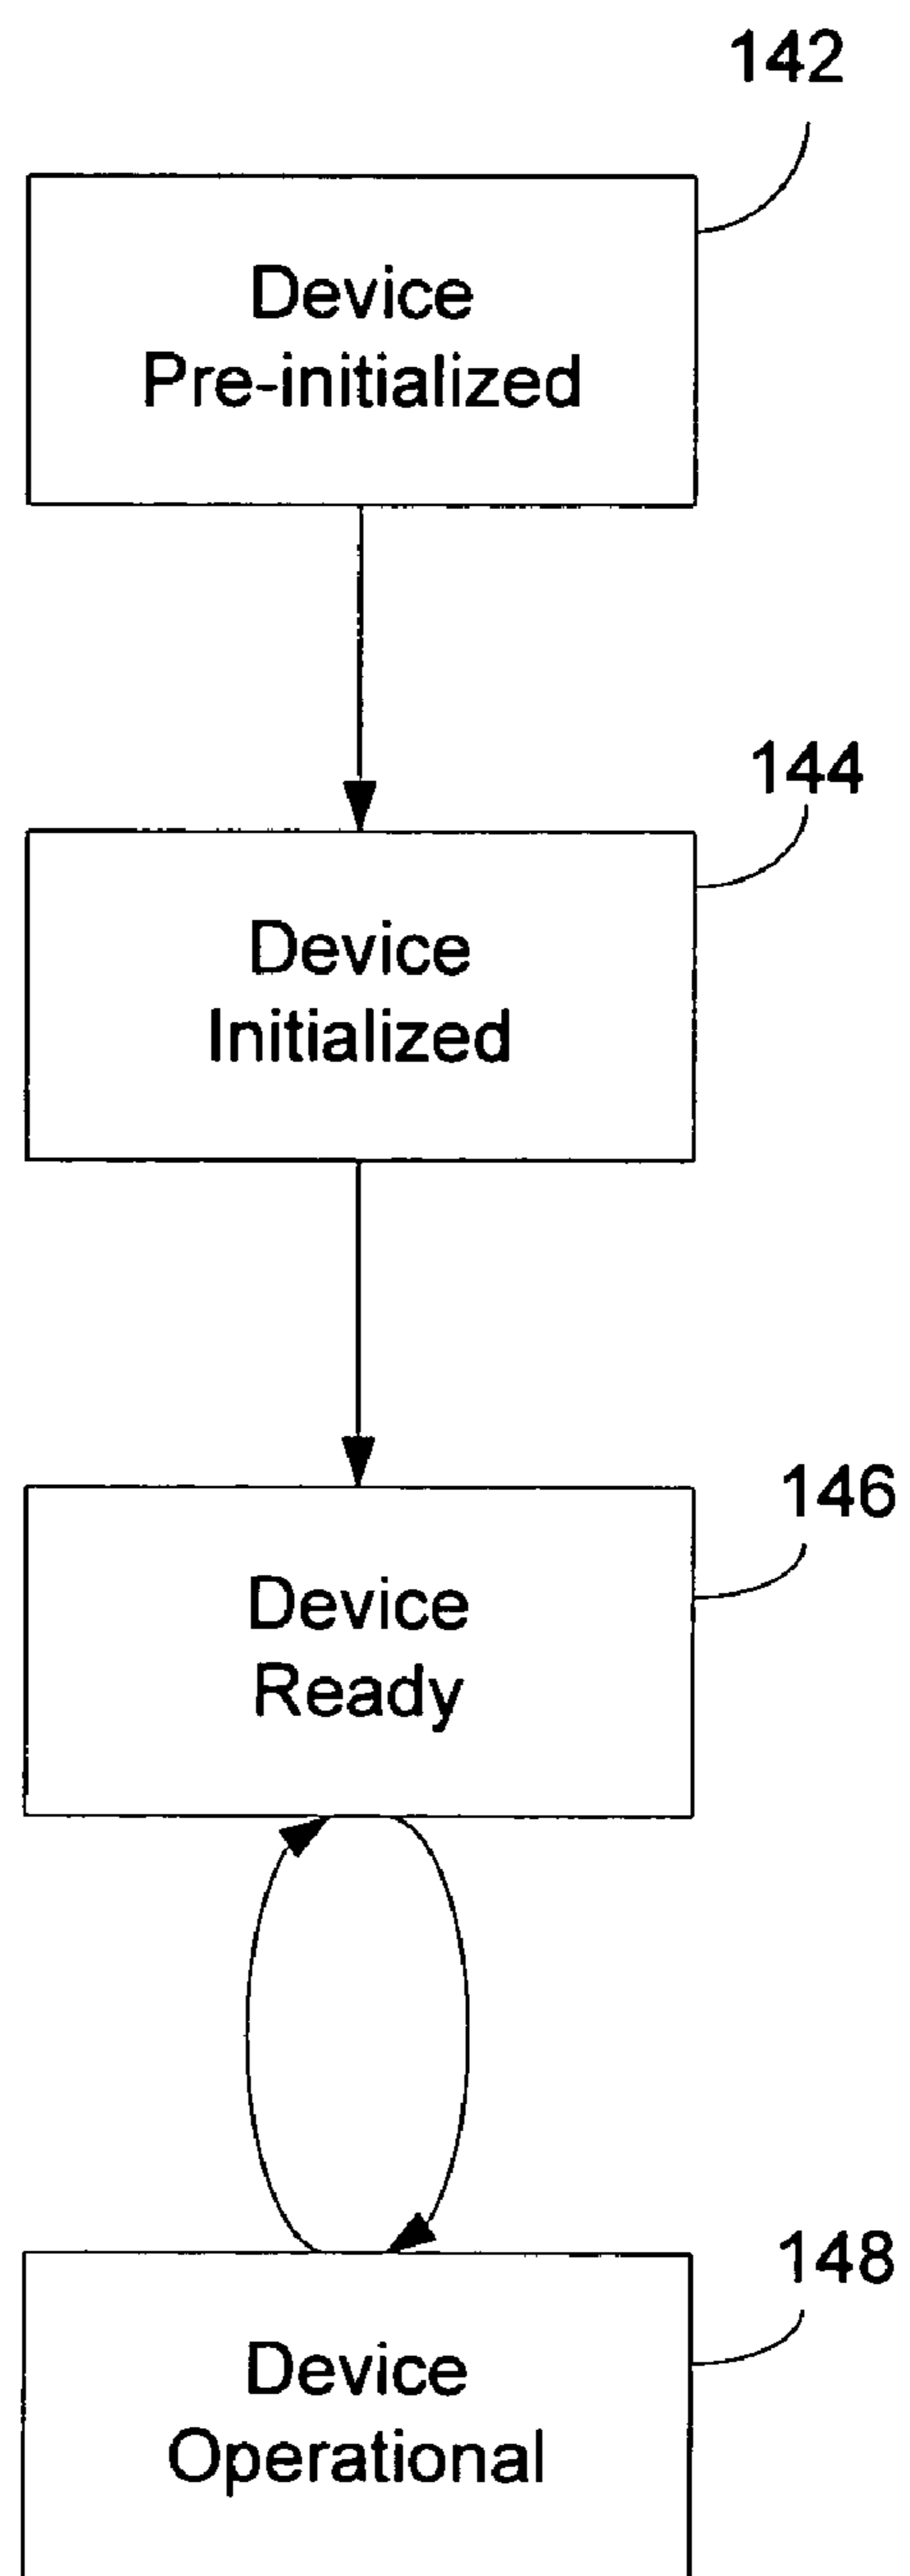 142
Device
Pre-initialized
144
Device
Initialized
146
Device
Ready
148
Device
Operational